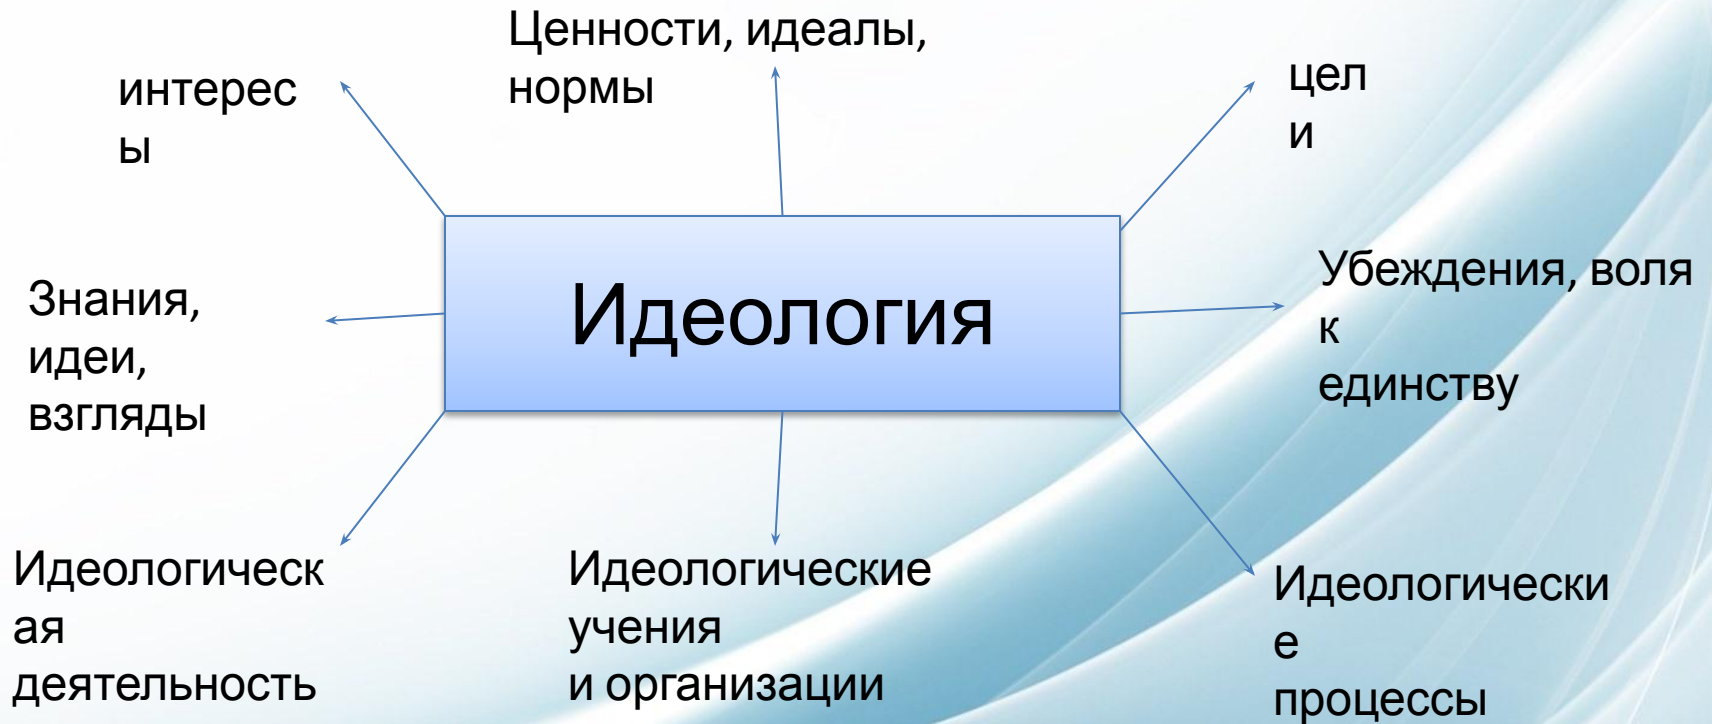 Ценности, идеалы,
нормы
интерес
ы
цел
и
Знания,
идеи,
взгляды
Идеология
Убеждения, воля
к
единству
Идеологическ
ая
деятельность
Идеологические
учения
и организации
Идеологически
е
процессы